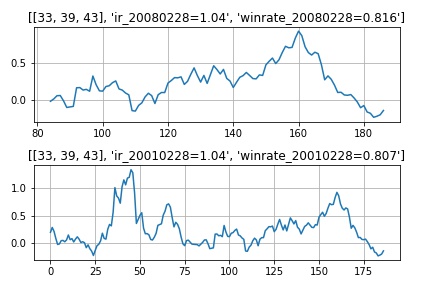 [[33, 39, 43], 'ir_20080228=1.04', 'winrate_20080228=0.816']
0.5
0.0
80 100 120 140 160 180
[[33, 39, 43], 'ir_20010228=1.04', 'winrate_20010228=0.807']
1.0
0.5
0.0
0 25 50 75 100 125 150 175